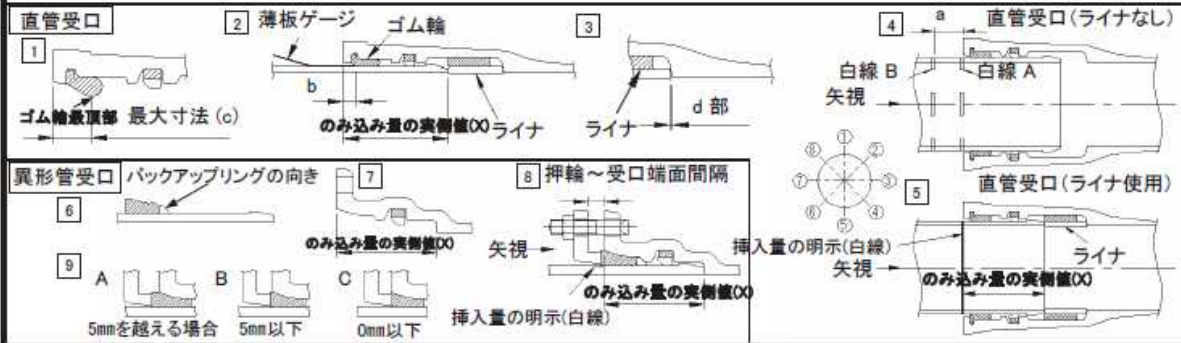 直管受口
1
ゴム輪最頂部 最大寸法(c)
2 薄板ゲージ
ゴム輪
b
のみ込み量の実側値(X) ライナ
3
ライナ
d 部
4 直管受口(ライナなし)
a
白線 B
白線 A
矢視
① ② ③ ④ ⑤ ⑥ ⑦ ⑧
5 直管受口(ライナ使用)
挿入量の明示(白線)
ライナ
矢視
のみ込み量の実側値(X)
異形管受口
バックアップリングの向き
6
7
のみ込み量の実側値(X)
8 押輪~受口端面間隔
矢視
のみ込み量の実側値(X)
挿入量の明示(白線)
9
A B C
5mmを越える場合 5mm以下 0mm以下